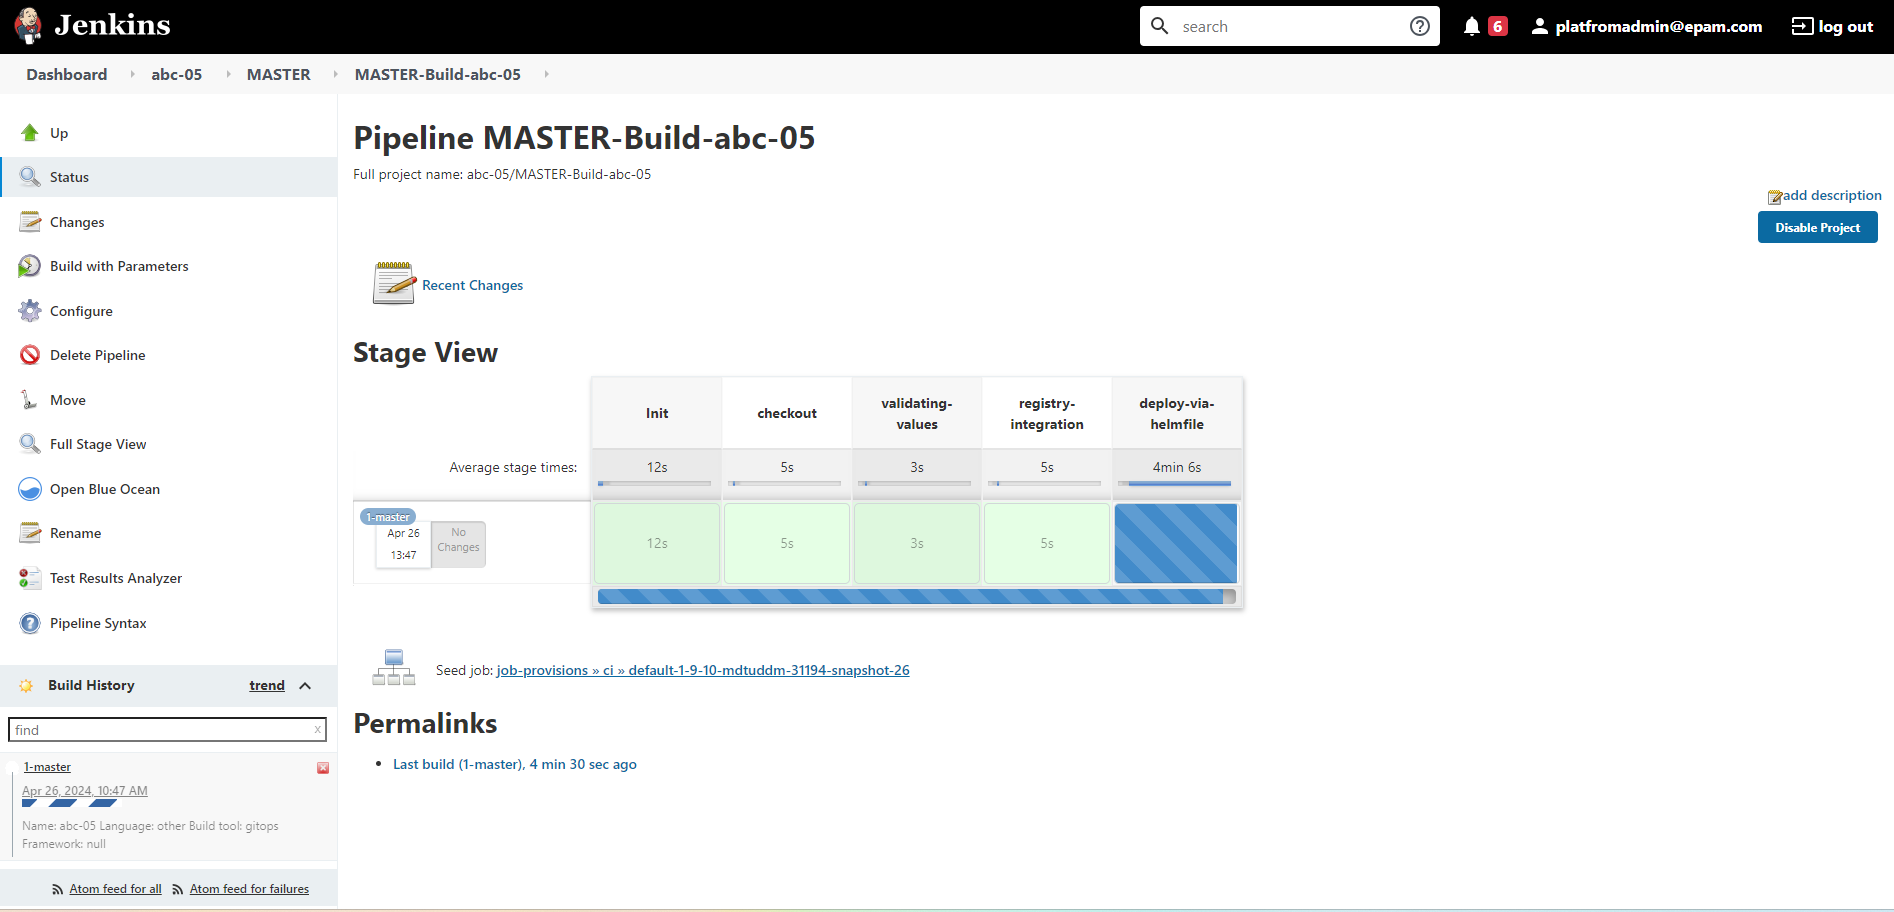 Jenkins
search
6
platfromadmin@epam.com
log out
Dashboard
abc-05
MASTER
MASTER-Build-abc-05
Up
Status
Changes
Build with Parameters
Configure
Delete Pipeline
Move
Full Stage View
Open Blue Ocean
Rename
Test Results Analyzer
Pipeline Syntax
Build History
trend
find
x
1-master
Apr 26, 2024, 10:47 AM
Name: abc-05 Language: other Build tool: gitops
Framework: null
Atom feed for all
Atom feed for failures
Pipeline MASTER-Build-abc-05
Full project name: abc-05/MASTER-Build-abc-05
add description
Disable Project
Recent Changes
Stage View
Init
checkout
validating-
values
registry-
integration
deploy-via-
helmfile
Average stage times:
12s
5s
3s
5s
4min 6s
1-master
Apr 26
13:47
No
Changes
12s
5s
3s
5s
Seed job: job-provisions » ci » default-1-9-10-mdtuddm-31194-snapshot-26
Permalinks
Last build (1-master), 4 min 30 sec ago